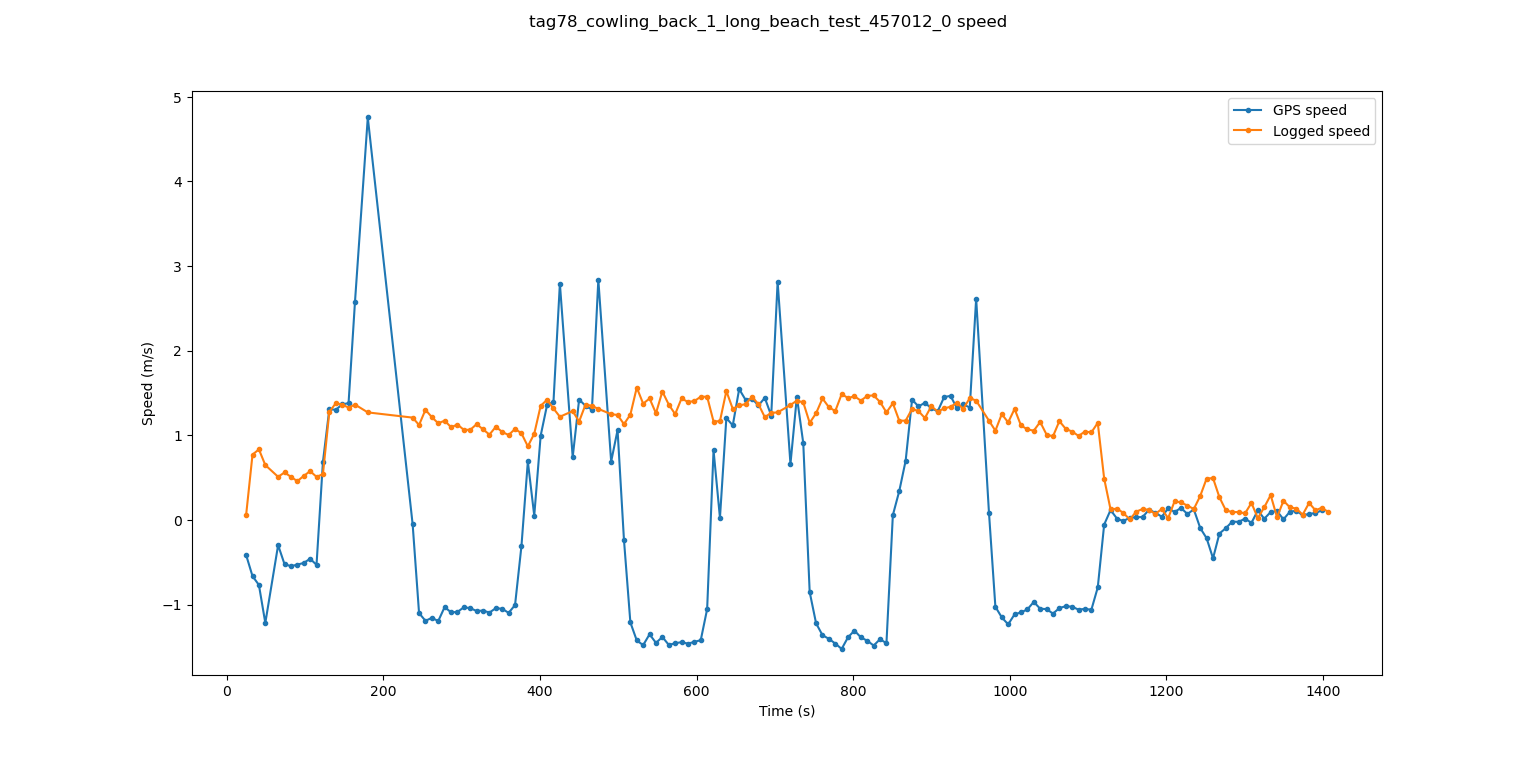 tag78_cowling_back_1_long_beach_test_457012_0 speed
GPS speed
Logged speed
Speed (m/s)
5
4
3
2
1
0
−1
0 200 400 600 800 1000 1200 1400
Time (s)